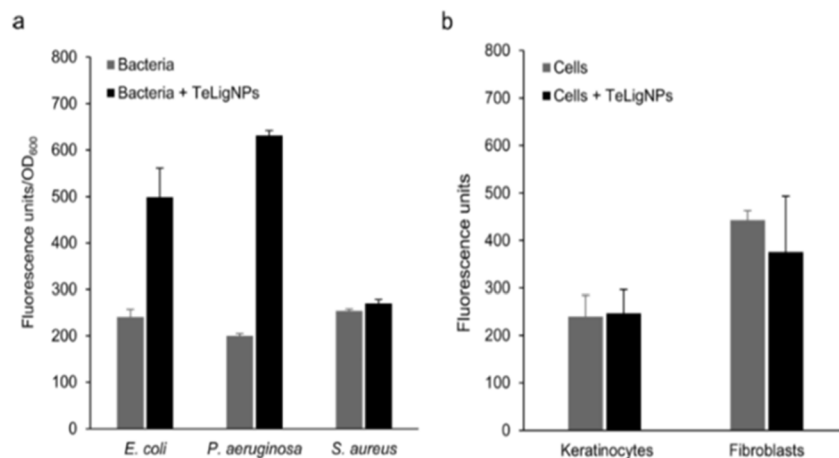 a
800
700
600
500
400
300
200
100
0
Fluorescence units/OD600
Bacteria
Bacteria + TeLigNPs
E. coli P. aeruginosa S. aureus
b
800
700
600
500
400
300
200
100
0
Fluorescence units
Cells
Cells + TeLigNPs
Keratinocytes Fibroblasts